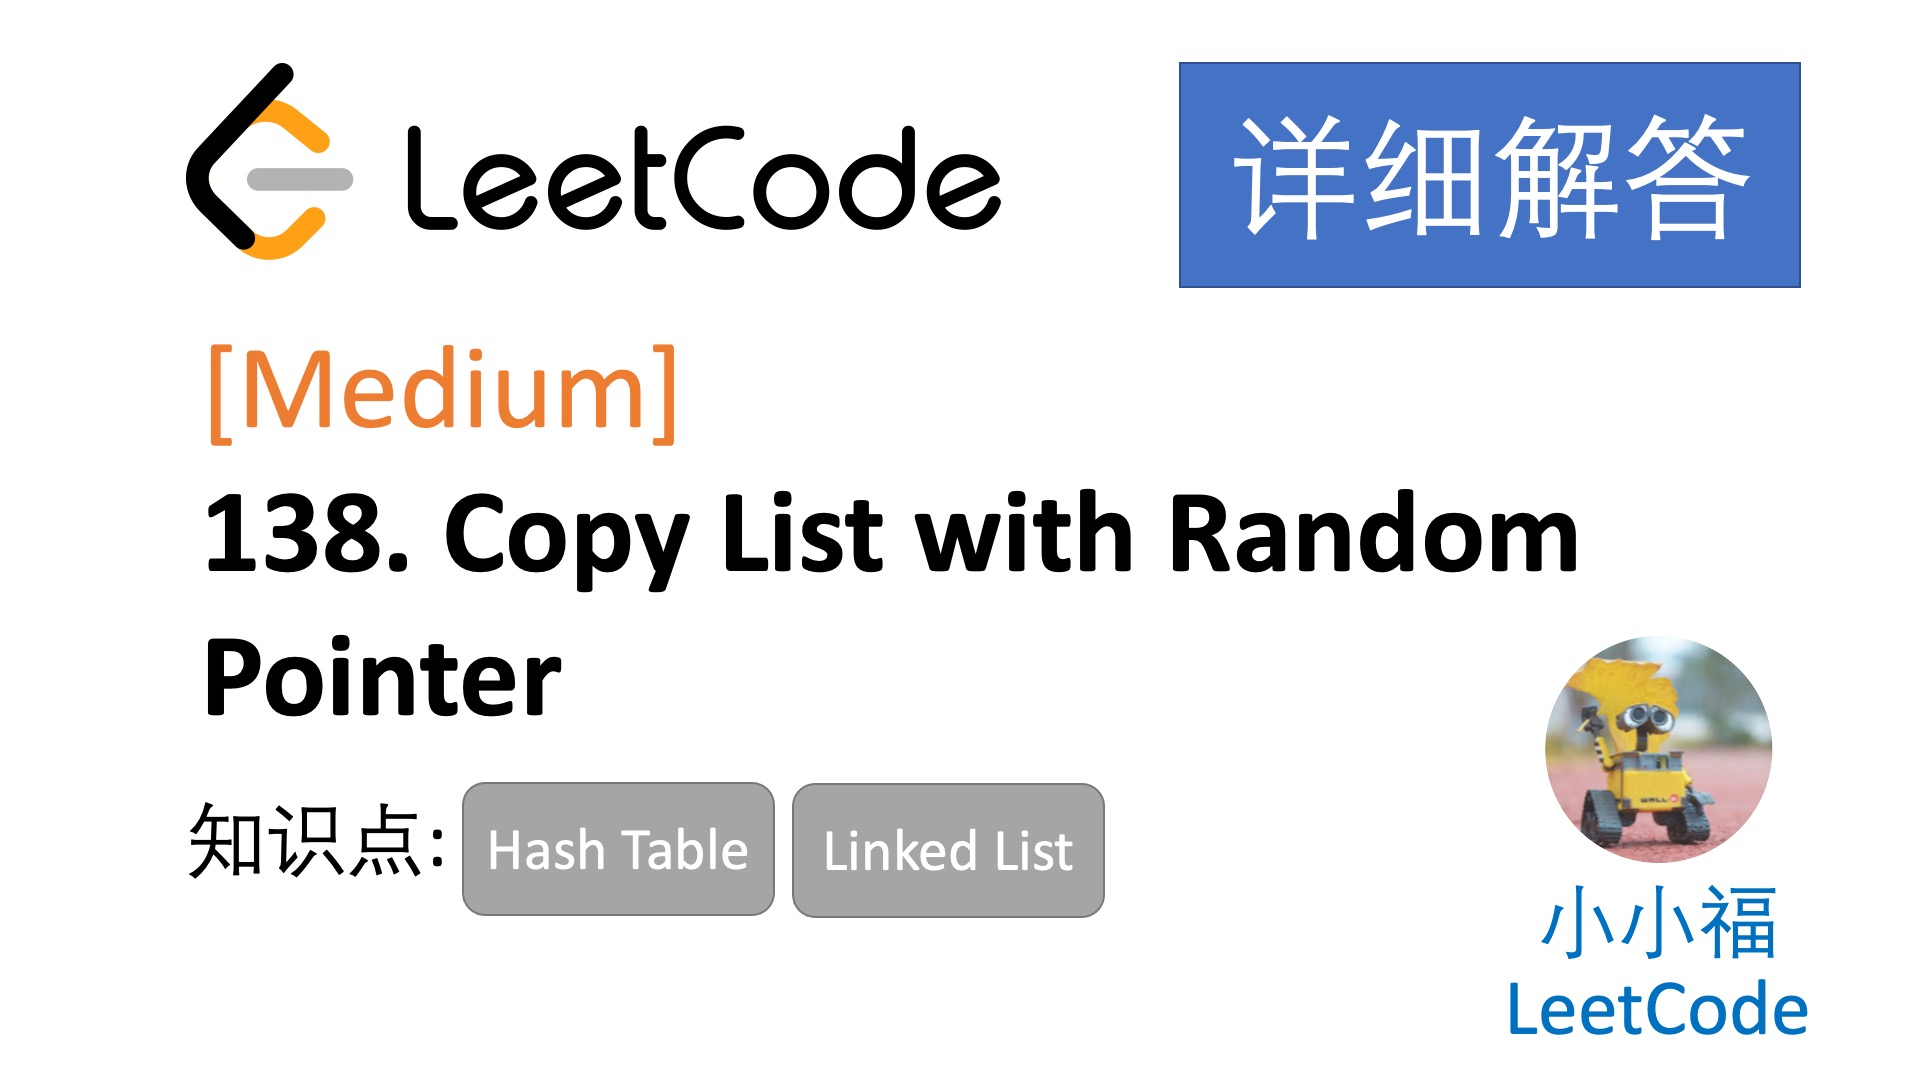 LeetCode
详细解答
[Medium]
138. Copy List with Random
Pointer
知识点:
Hash Table
Linked List
WALL
小小福
LeetCode